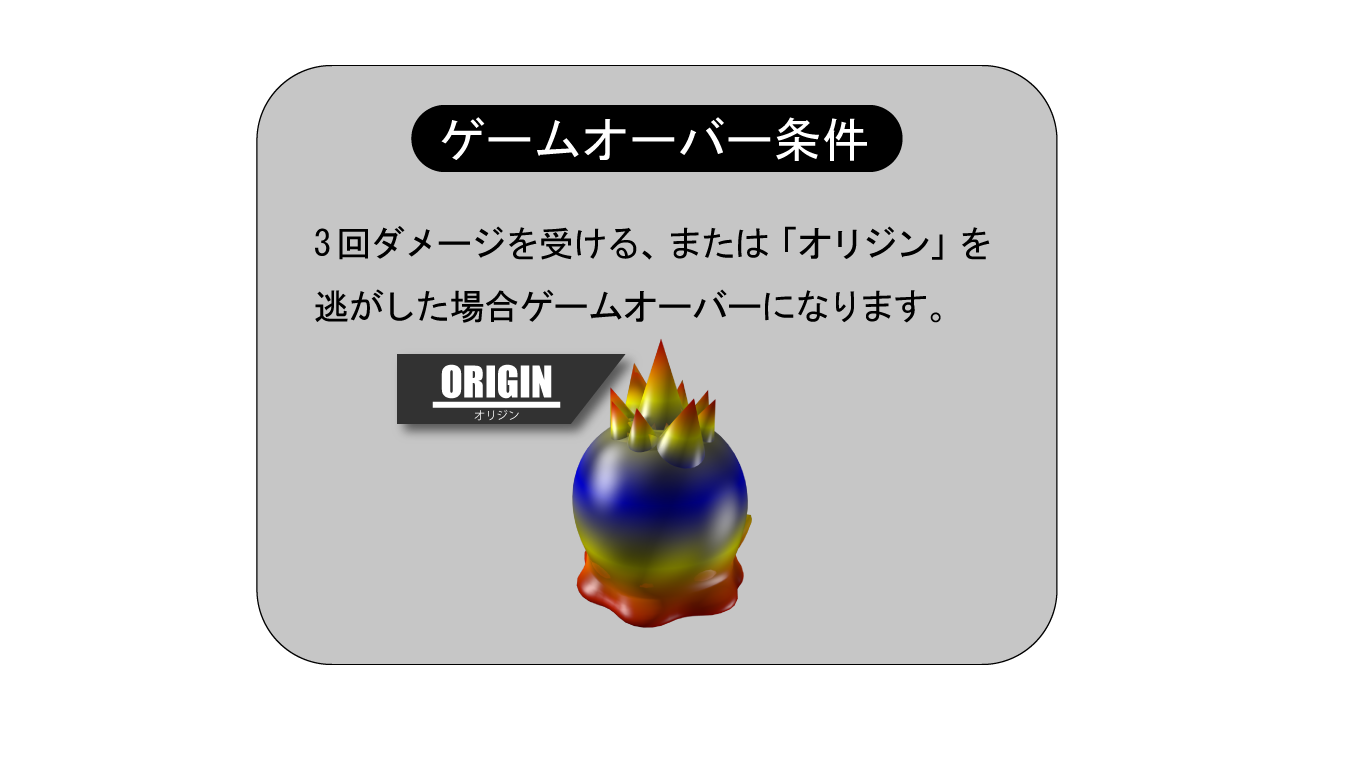 ゲームオーバー条件
3回ダメージを受ける、または「オリジン」を
逃がした場合ゲームオーバーになります。
ORIGIN
オリジン